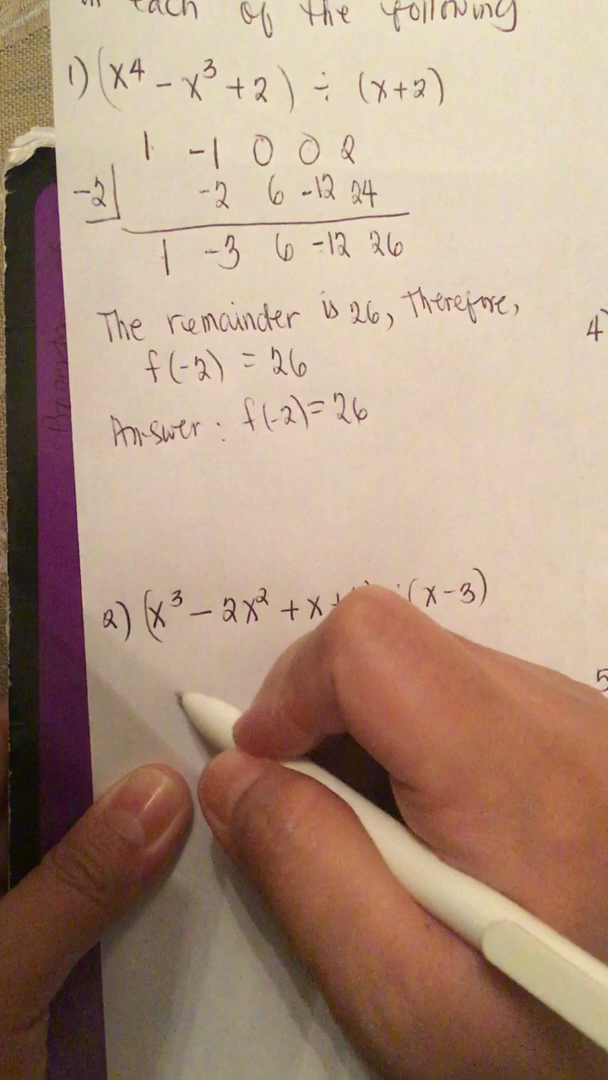 in each of the following
1) (x⁴ - x³ + 2) ÷ (x+2)
1 -1 0 0 2
-2 -2 6 -12 24
1 -3 6 -12 26
The remainder is 26, Therefore,
f(-2) = 26
Answer: f(-2) = 26
4)
2) (x³ - 2x² + x + (x-3)
5